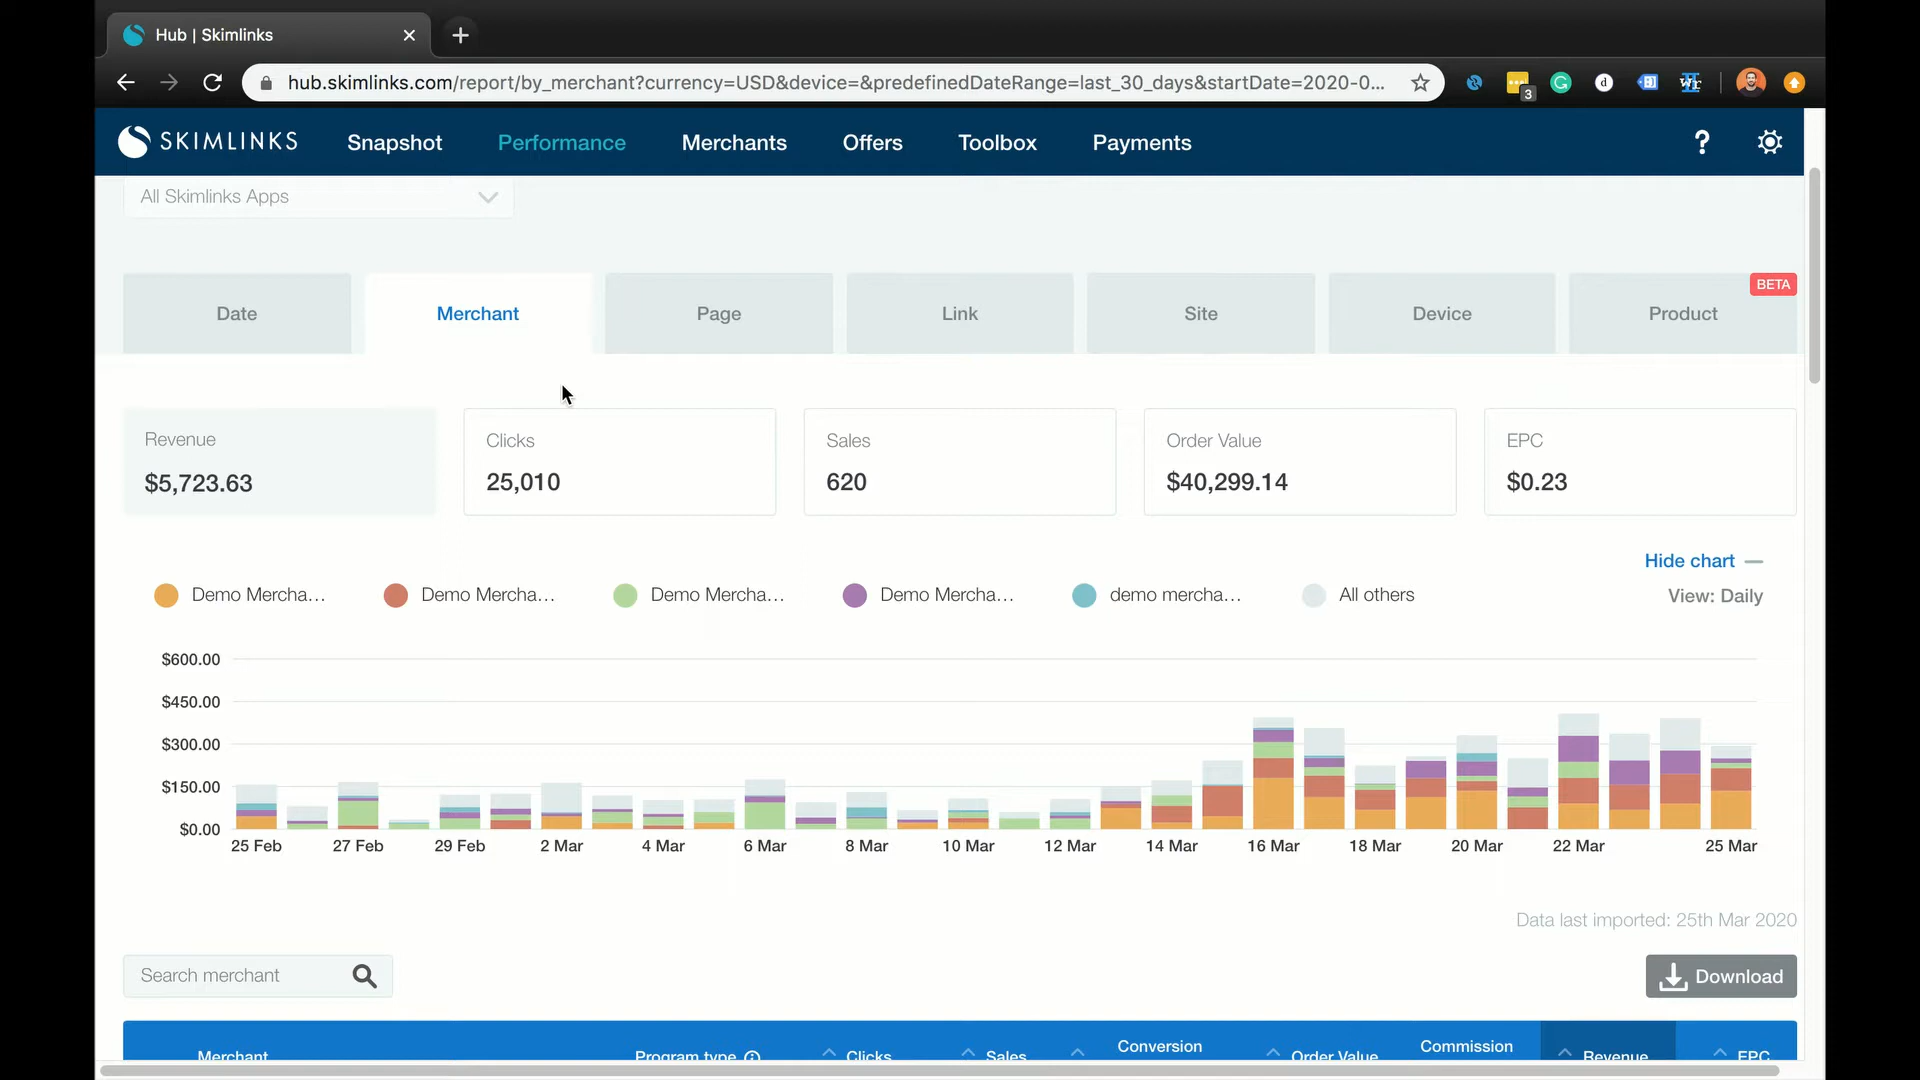 Hub | Skimlinks
hub.skimlinks.com/report/by_merchant?currency=USD&device=&predefinedDateRange=last_30_days&startDate=2020-0...
3
SKIMLINKS Snapshot Performance Merchants Offers Toolbox Payments ?
All Skimlinks Apps
BETA
Date Merchant Page Link Site Device Product
Revenue Clicks Sales Order Value EPC
$5,723.63 25,010 620 $40,299.14 $0.23
Hide chart
Demo Mercha... Demo Mercha... Demo Mercha... Demo Mercha... demo mercha... All others View: Daily
$600.00
$450.00
$300.00
$150.00
$0.00
25 Feb 27 Feb 29 Feb 2 Mar 4 Mar 6 Mar 8 Mar 10 Mar 12 Mar 14 Mar 16 Mar 18 Mar 20 Mar 22 Mar 25 Mar
Data last imported: 25th Mar 2020
Search merchant Download
Merchant Program type Clicks Sales Conversion Order Value Commission Revenue EPC